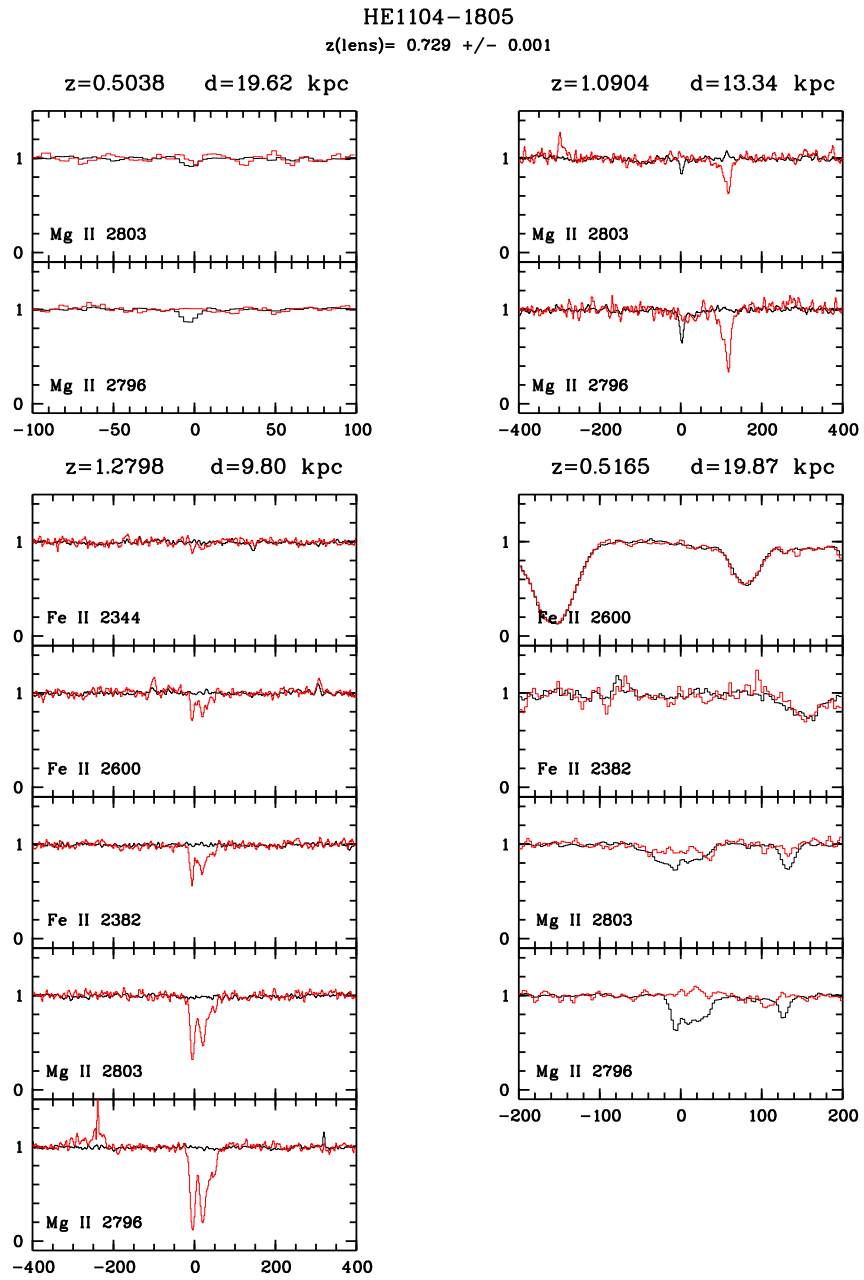 HE1104-1805
z(lens)= 0.729 +/- 0.001
z=0.5038 d=19.62 kpc
1
Mg II 2803
0
1
Mg II 2796
0
-100 -50 0 50 100
z=1.0904 d=13.34 kpc
1
Mg II 2803
0
1
Mg II 2796
0
-400 -200 0 200 400
z=1.2798 d=9.80 kpc
1
Fe II 2344
0
1
Fe II 2600
0
1
Fe II 2382
0
1
Mg II 2803
0
1
Mg II 2796
0
-400 -200 0 200 400
z=0.5165 d=19.87 kpc
1
Fe II 2600
0
1
Fe II 2382
0
1
Mg II 2803
0
1
Mg II 2796
0
-200 -100 0 100 200